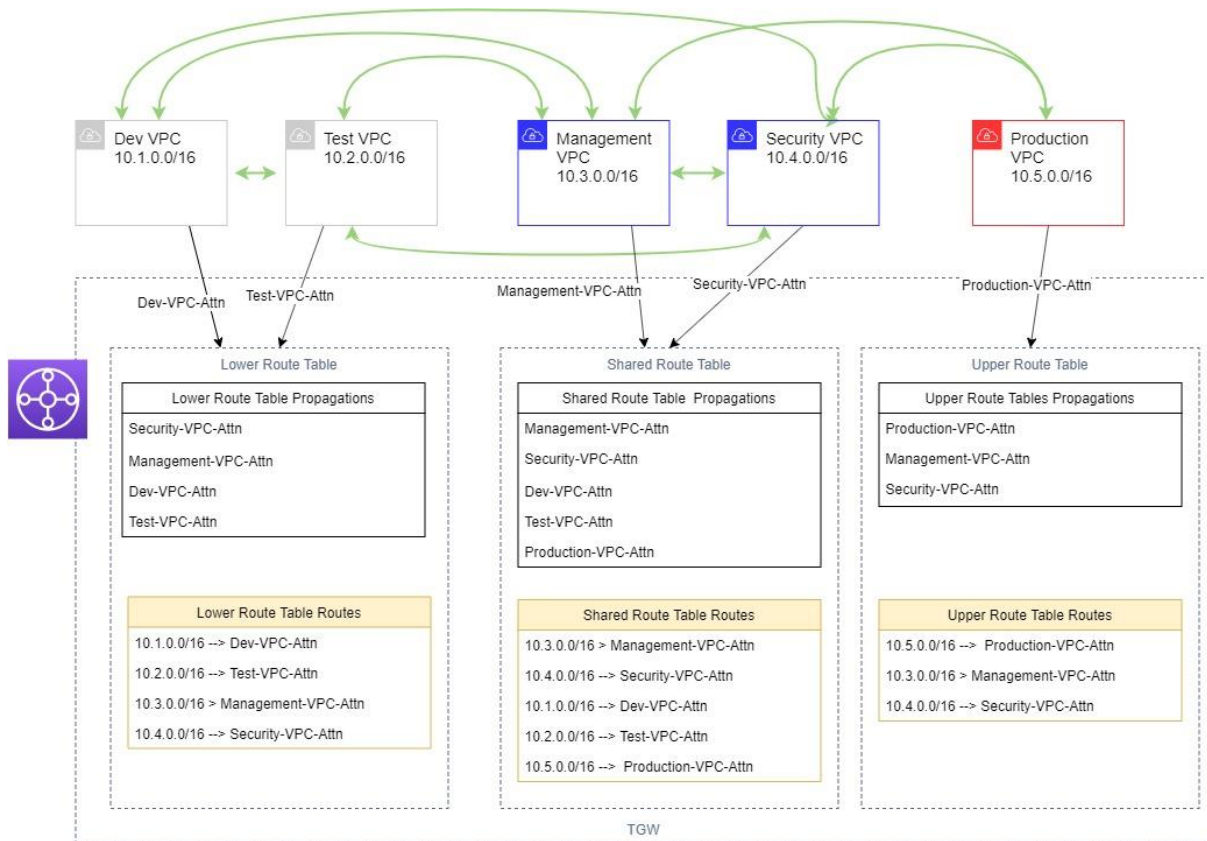 Dev VPC
10.1.0.0/16
Test VPC
10.2.0.0/16
Management
VPC
10.3.0.0/16
Security VPC
10.4.0.0/16
Production
VPC
10.5.0.0/16
Dev-VPC-Attn
Test-VPC-Attn
Management-VPC-Attn
Security-VPC-Attn
Production-VPC-Attn
Lower Route Table
Lower Route Table Propagations
Security-VPC-Attn
Management-VPC-Attn
Dev-VPC-Attn
Test-VPC-Attn
Lower Route Table Routes
10.1.0.0/16 --> Dev-VPC-Attn
10.2.0.0/16 --> Test-VPC-Attn
10.3.0.0/16 > Management-VPC-Attn
10.4.0.0/16 --> Security-VPC-Attn
Shared Route Table
Shared Route Table Propagations
Management-VPC-Attn
Security-VPC-Attn
Dev-VPC-Attn
Test-VPC-Attn
Production-VPC-Attn
Shared Route Table Routes
10.3.0.0/16 > Management-VPC-Attn
10.4.0.0/16 --> Security-VPC-Attn
10.1.0.0/16 --> Dev-VPC-Attn
10.2.0.0/16 --> Test-VPC-Attn
10.5.0.0/16 --> Production-VPC-Attn
Upper Route Table
Upper Route Tables Propagations
Production-VPC-Attn
Management-VPC-Attn
Security-VPC-Attn
Upper Route Table Routes
10.5.0.0/16 --> Production-VPC-Attn
10.3.0.0/16 > Management-VPC-Attn
10.4.0.0/16 --> Security-VPC-Attn
TGW